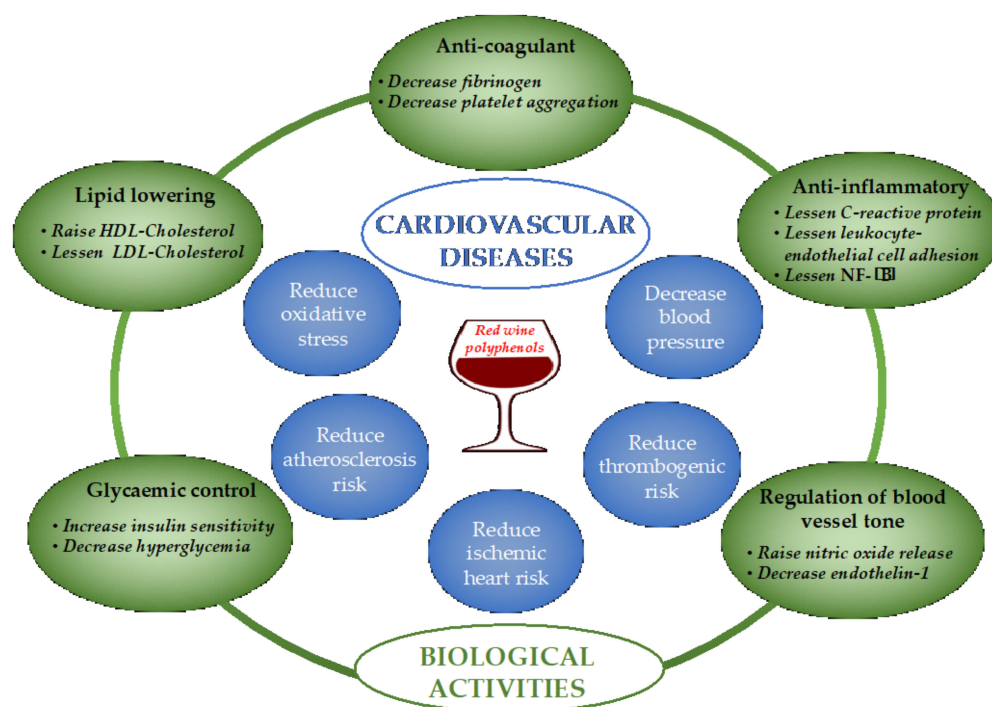 Anti-coagulant
• Decrease fibrinogen
• Decrease platelet aggregation
Lipid lowering
• Raise HDL-Cholesterol
• Lessen LDL-Cholesterol
Anti-inflammatory
• Lessen C-reactive protein
• Lessen leukocyte-
endothelial cell adhesion
• Lessen NF-
CARDIOVASCULAR
DISEASES
Reduce
oxidative
stress
Decrease
blood
pressure
Red wine
polyphenols
Reduce
atherosclerosis
risk
Reduce
thrombogenic
risk
Reduce
ischemic
heart risk
Glycaemic control
• Increase insulin sensitivity
• Decrease hyperglycemia
Regulation of blood
vessel tone
• Raise nitric oxide release
• Decrease endothelin-1
BIOLOGICAL
ACTIVITIES